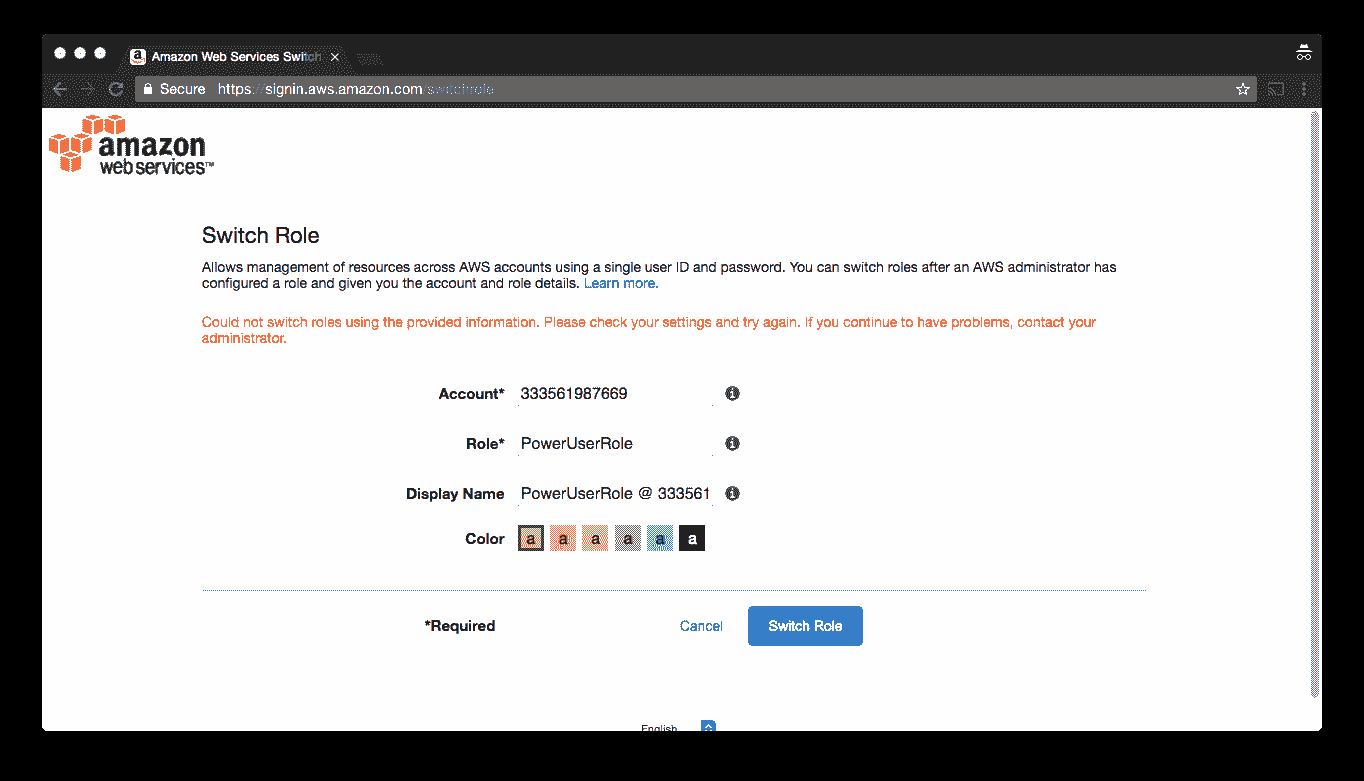 Amazon Web Services Switch
Secure https://signin.aws.amazon.com/switchrole
amazon
web services™
Switch Role
Allows management of resources across AWS accounts using a single user ID and password. You can switch roles after an AWS administrator has
configured a role and given you the account and role details. Learn more.
Could not switch roles using the provided information. Please check your settings and try again. If you continue to have problems, contact your
administrator.
Account* 333561987669
Role* PowerUserRole
Display Name PowerUserRole @ 333561
Color a a a a a a
*Required Cancel Switch Role
English